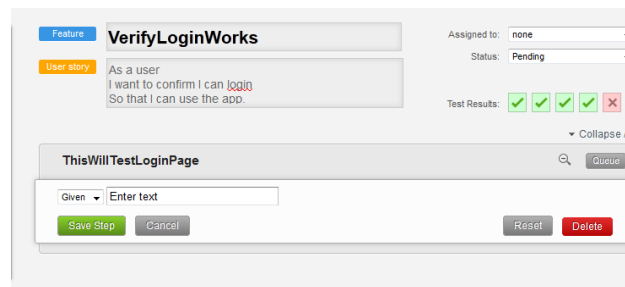 Feature
VerifyLoginWorks
Assigned to: none
Status: Pending
User story
As a user
I want to confirm I can login
So that I can use the app.
Test Results:
Collapse
ThisWillTestLoginPage
Queue
Given
Enter text
Save Step
Cancel
Reset
Delete